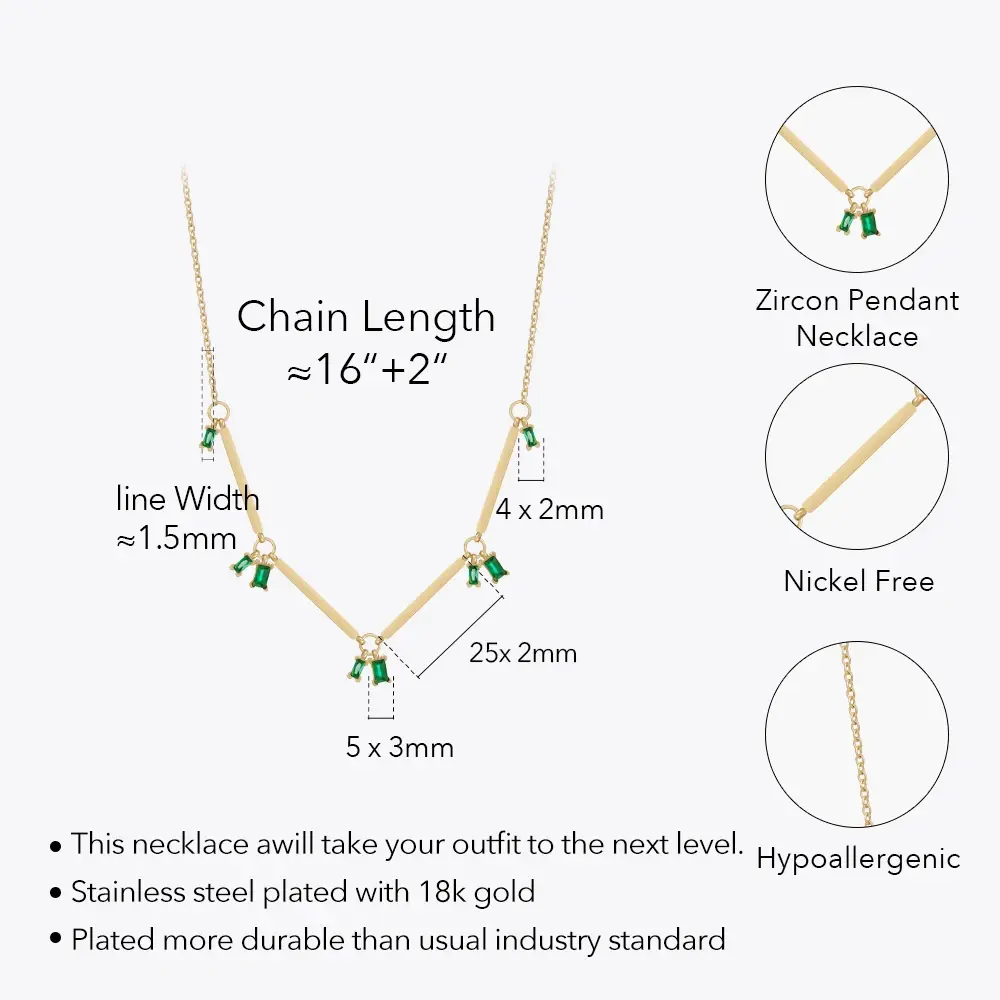 Chain Length
≈16“+2“
line Width
≈1.5mm
4 x 2mm
25x 2mm
5 x 3mm
Zircon Pendant
Necklace
Nickel Free
Hypoallergenic
• This necklace awill take your outfit to the next level.
• Stainless steel plated with 18k gold
• Plated more durable than usual industry standard